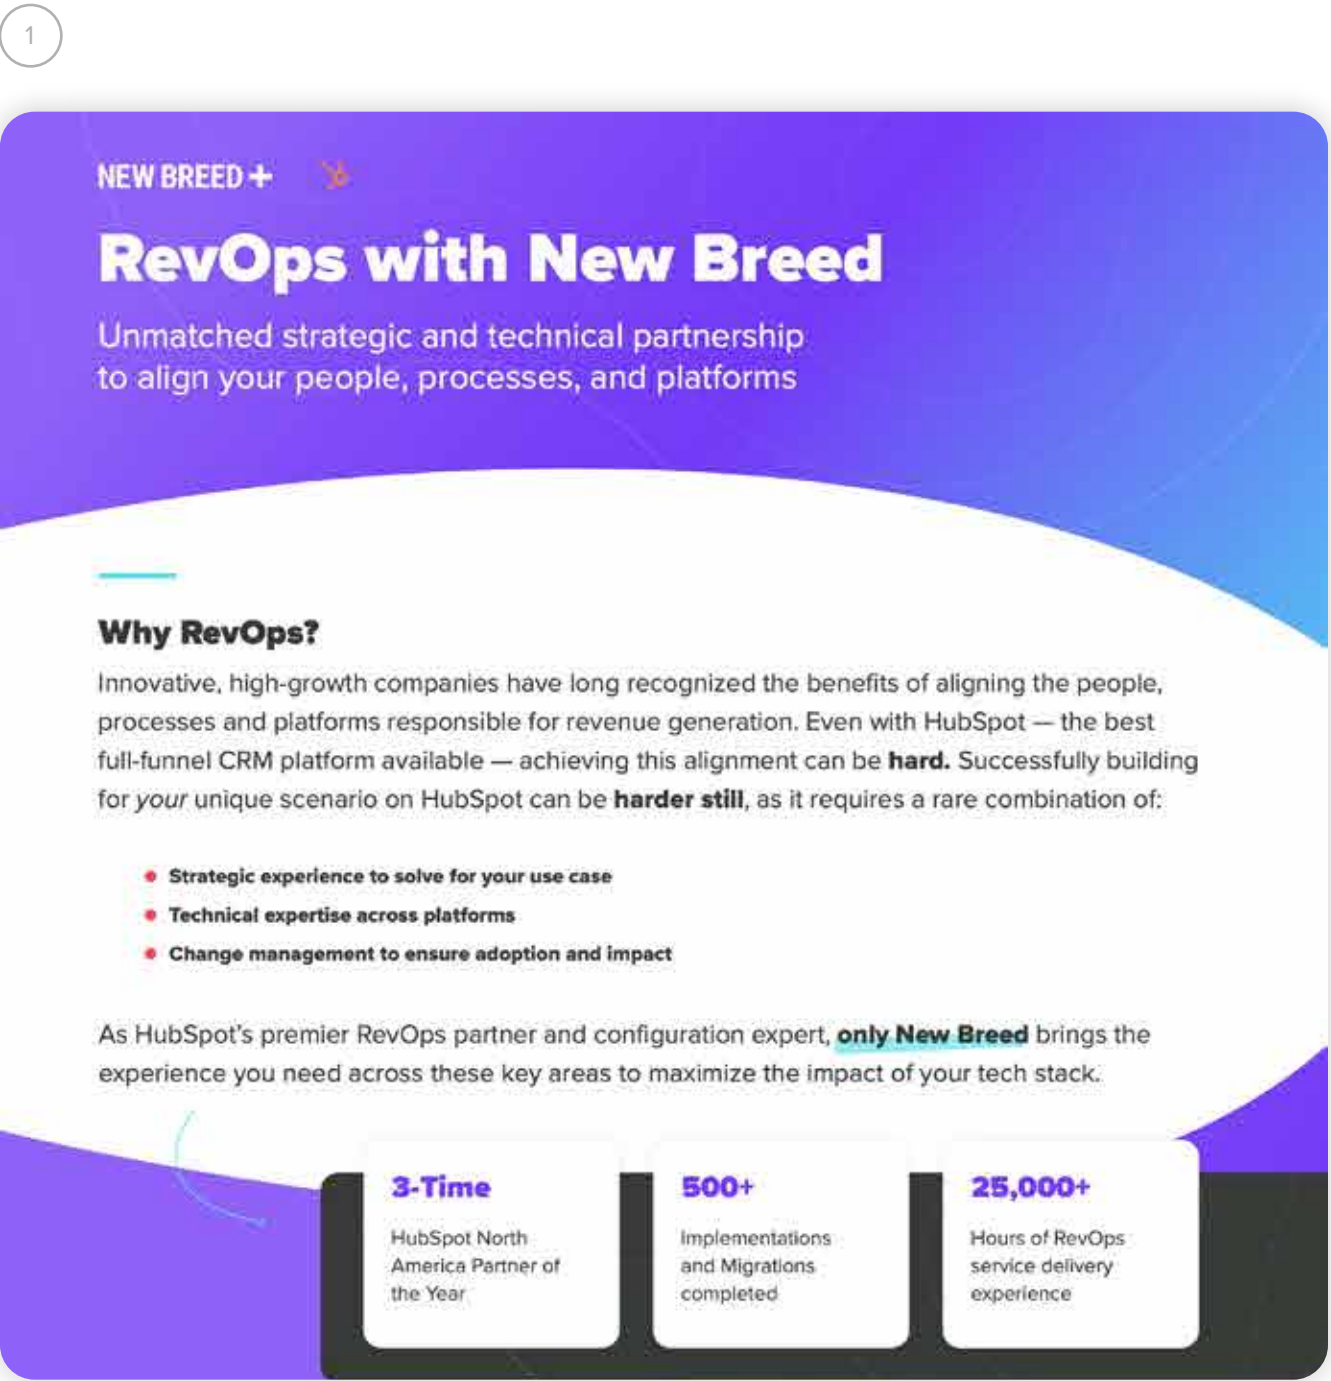 1
NEW BREED+
RevOps with New Breed
Unmatched strategic and technical partnership
to align your people, processes, and platforms
Why RevOps?
Innovative, high-growth companies have long recognized the benefits of aligning the people,
processes and platforms responsible for revenue generation. Even with HubSpot — the best
full-funnel CRM platform available — achieving this alignment can be hard. Successfully building
for your unique scenario on HubSpot can be harder still, as it requires a rare combination of:
● Strategic experience to solve for your use case
● Technical expertise across platforms
● Change management to ensure adoption and impact
As HubSpot's premier RevOps partner and configuration expert, only New Breed brings the
experience you need across these key areas to maximize the impact of your tech stack.
3-Time
HubSpot North
America Partner of
the Year
500+
Implementations
and Migrations
completed
25,000+
Hours of RevOps
service delivery
experience